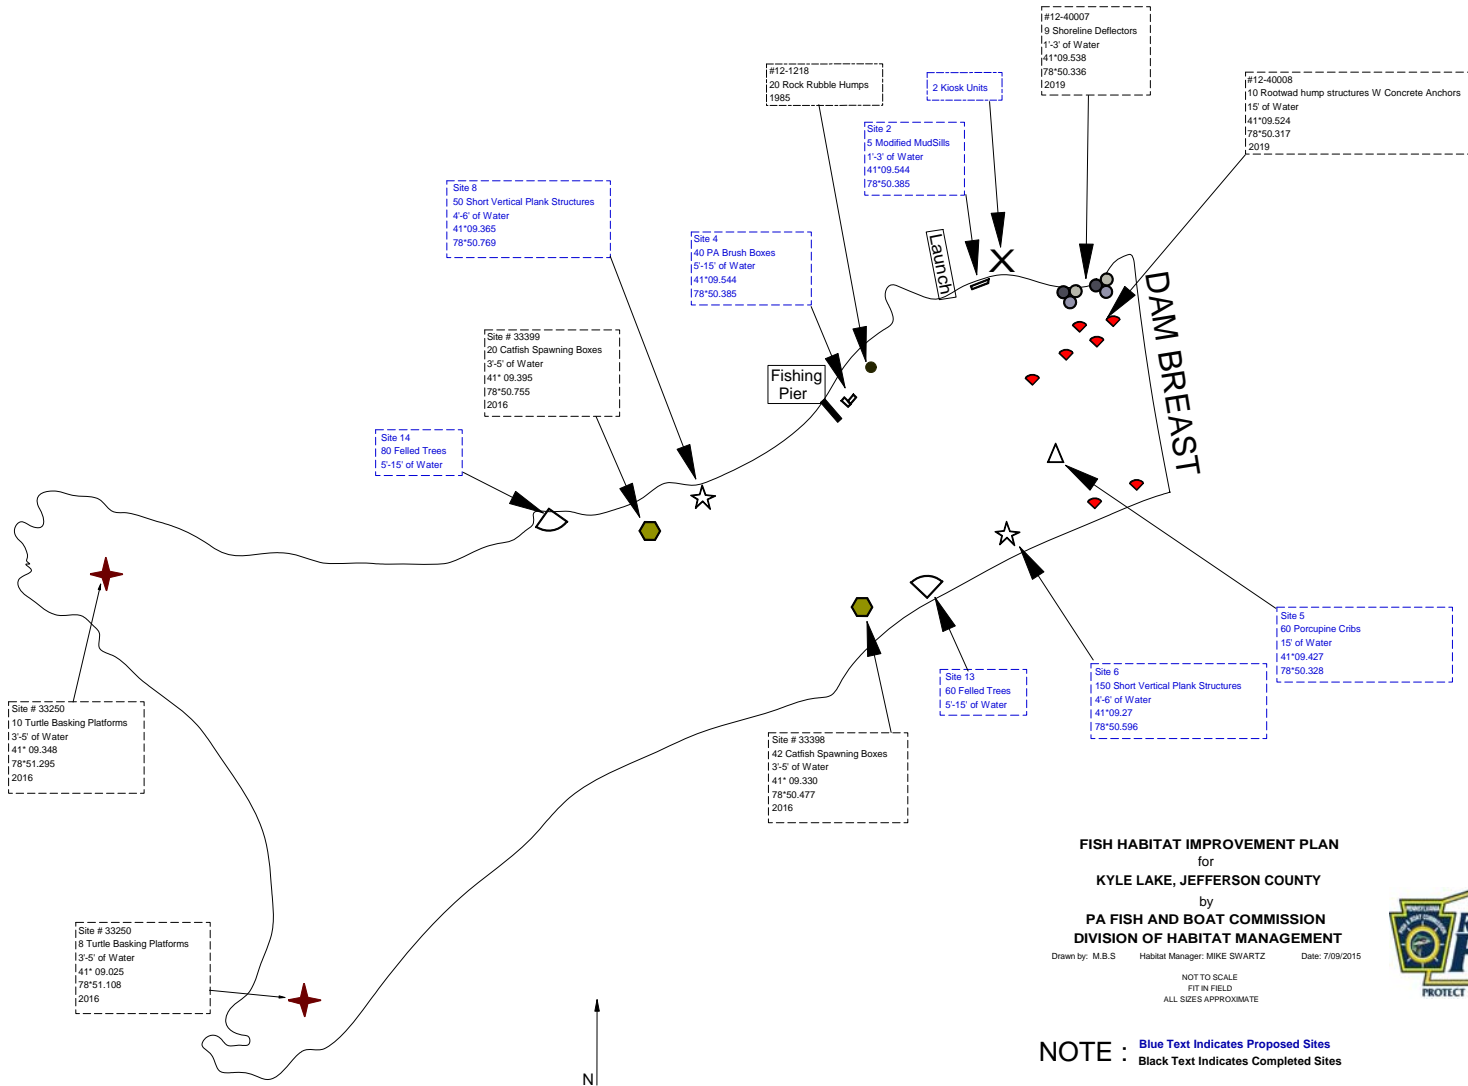 #12-40007
9 Shoreline Deflectors
1'-3' of Water
41*09.538
78*50.336
2019
#12-1218
20 Rock Rubble Humps
1985
2 Kiosk Units
#12-40008
10 Rootwad hump structures W Concrete Anchors
15' of Water
41*09.524
78*50.317
2019
Site 2
5 Modified MudSills
1'-3' of Water
41*09.544
78*50.385
Site 8
50 Short Vertical Plank Structures
4'-6' of Water
41*09.365
78*50.769
Site 4
40 PA Brush Boxes
5'-15' of Water
41*09.544
78*50.385
Launch
DAM BREAST
Site # 33399
20 Catfish Spawning Boxes
3'-5' of Water
41* 09.395
78*50.755
2016
Fishing
Pier
Site 14
80 Felled Trees
5'-15' of Water
Site 5
60 Porcupine Cribs
15' of Water
41*09.427
78*50.328
Site 13
60 Felled Trees
5'-15' of Water
Site 6
150 Short Vertical Plank Structures
4'-6' of Water
41*09.27
78*50.596
Site # 33250
10 Turtle Basking Platforms
3'-5' of Water
41* 09.348
78*51.295
2016
Site # 33398
42 Catfish Spawning Boxes
3'-5' of Water
41* 09.330
78*50.477
2016
Site # 33250
8 Turtle Basking Platforms
3'-5' of Water
41* 09.025
78*51.108
2016
FISH HABITAT IMPROVEMENT PLAN
for
KYLE LAKE, JEFFERSON COUNTY
by
PA FISH AND BOAT COMMISSION
DIVISION OF HABITAT MANAGEMENT
Drawn by: M.B.S Habitat Manager: MIKE SWARTZ Date: 7/09/2015
NOT TO SCALE
FIT IN FIELD
ALL SIZES APPROXIMATE
PENNSYLVANIA
PROTECT
NOTE : Blue Text Indicates Proposed Sites
Black Text Indicates Completed Sites
N